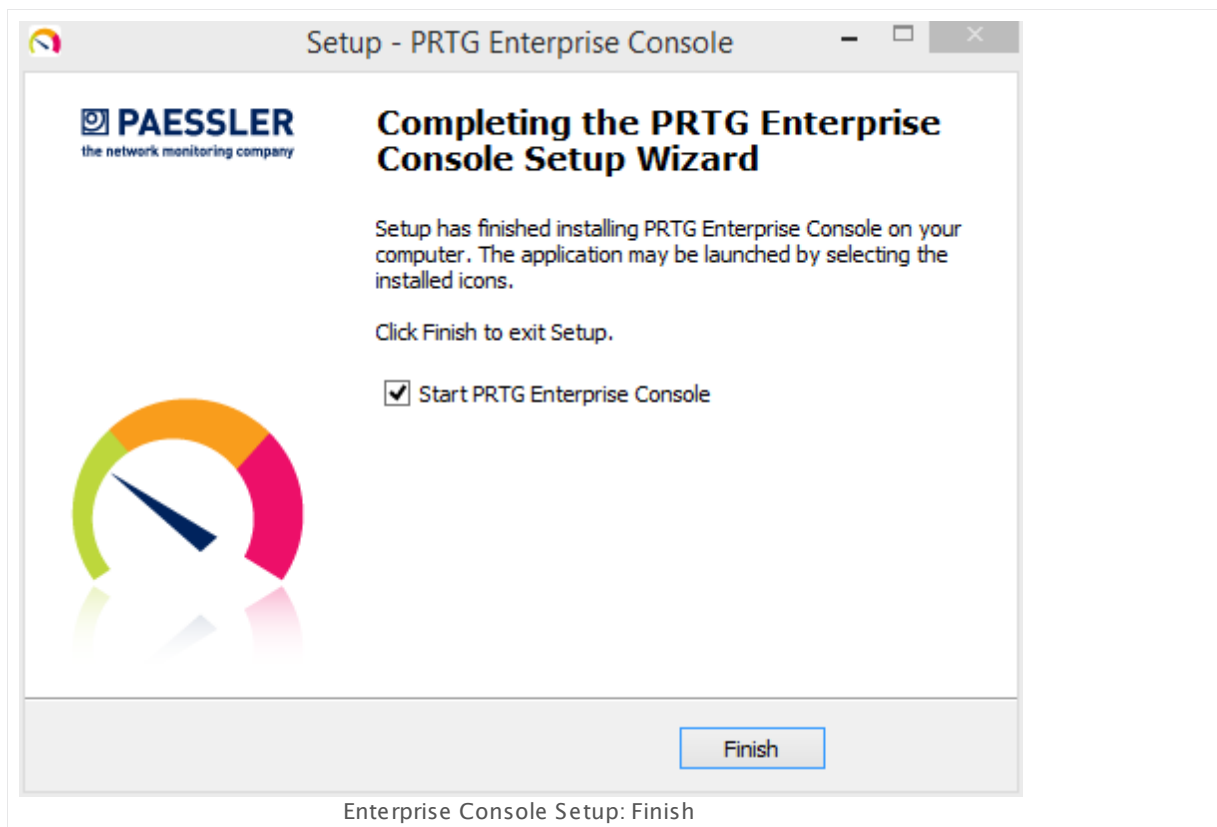 Setup - PRTG Enterprise Console
PAESSLER
the network monitoring company
Completing the PRTG Enterprise
Console Setup Wizard
Setup has finished installing PRTG Enterprise Console on your
computer. The application may be launched by selecting the
installed icons.
Click Finish to exit Setup.
Start PRTG Enterprise Console
Finish
Enterprise Console Setup: Finish